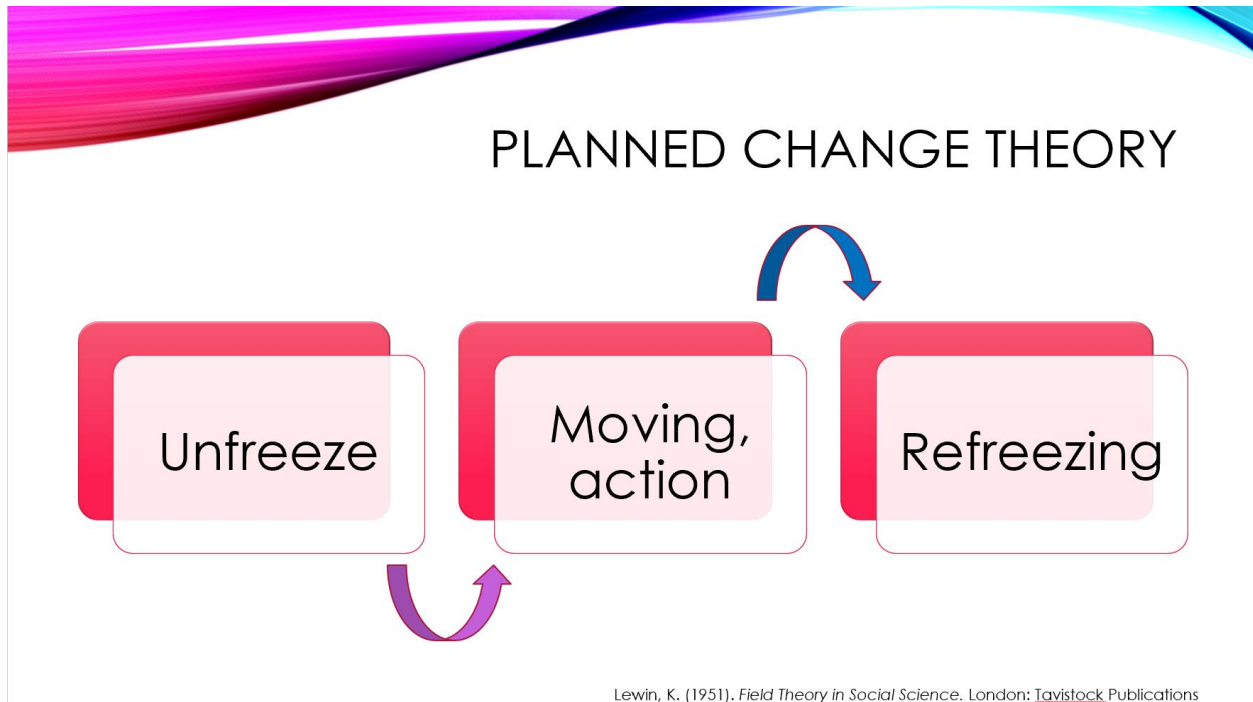 PLANNED CHANGE THEORY
Unfreeze
Moving,
action
Refreezing
Lewin, K. (1951). Field Theory in Social Science. London: Tavistock Publications